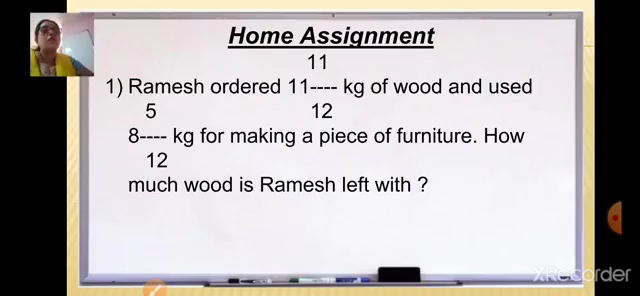 Home Assignment
11
1) Ramesh ordered 11---- kg of wood and used
5 12
8---- kg for making a piece of furniture. How
12
much wood is Ramesh left with ?
XRecorder